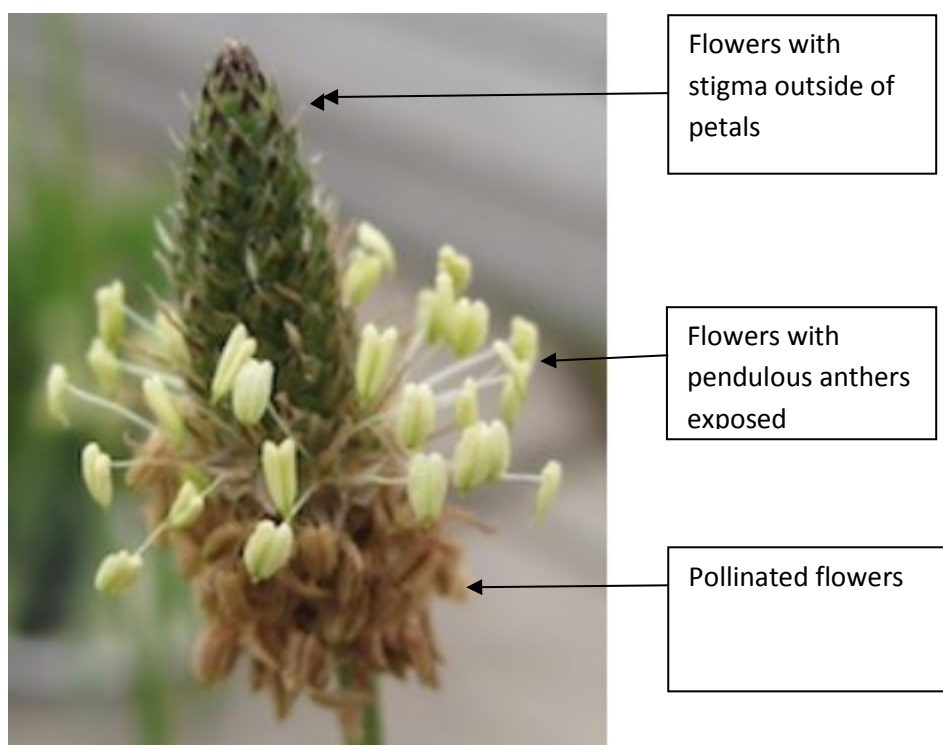 Flowers with
stigma outside of
petals
Flowers with
pendulous anthers
exposed
Pollinated flowers